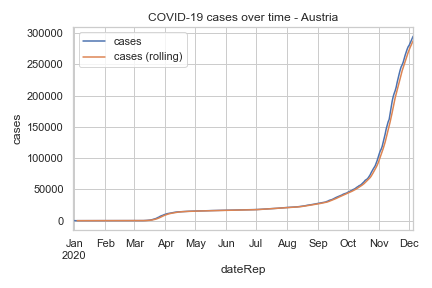 COVID-19 cases over time - Austria
cases
cases (rolling)
300000
250000
200000
150000
100000
50000
0
cases
Jan Feb Mar Apr May Jun Jul Aug Sep Oct Nov Dec
2020
dateRep